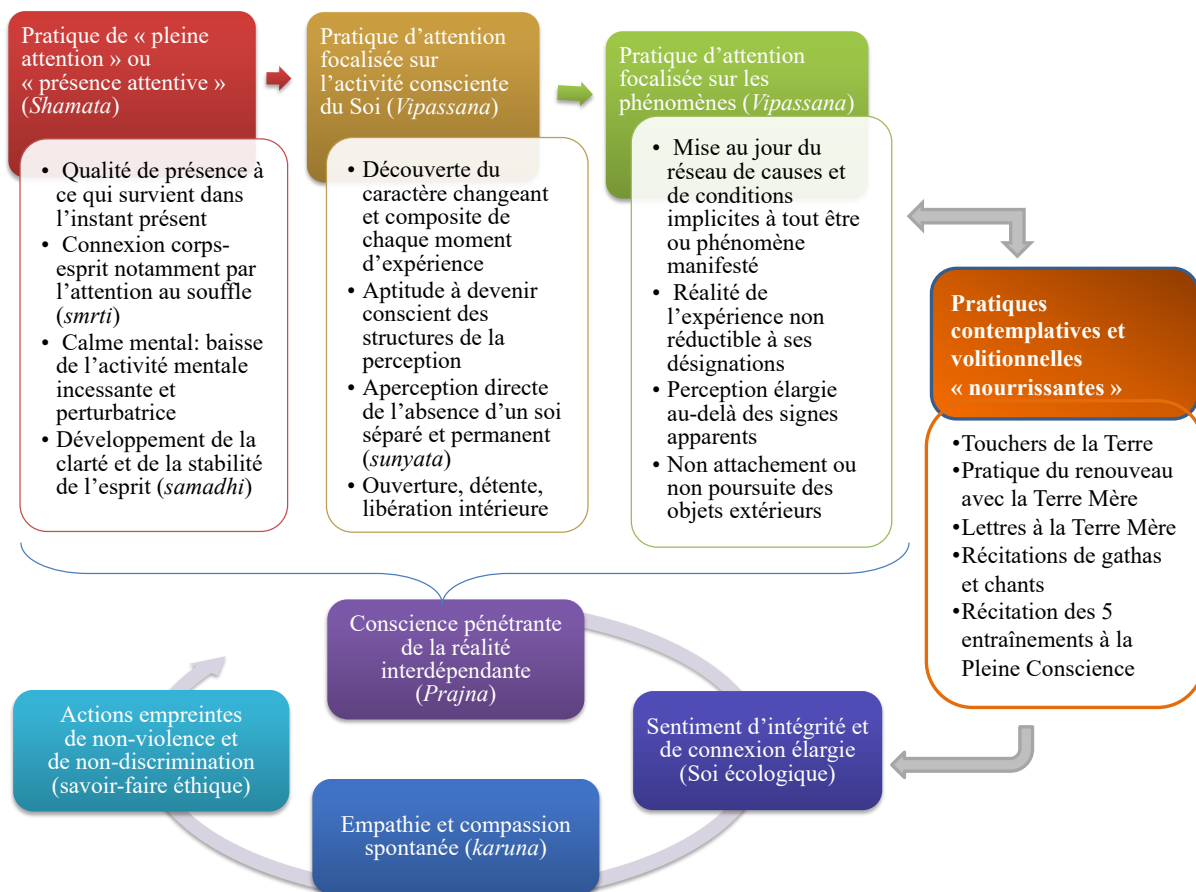 Pratique de « pleine
attention » ou
« présence attentive »
(Shamata)
• Qualité de présence à
ce qui survient dans
l’instant présent
• Connexion corps-
esprit notamment par
l’attention au souffle
(smrti)
• Calme mental: baisse
de l’activité mentale
incessante et
perturbatrice
• Développement de la
clarté et de la stabilité
de l’esprit (samadhi)
Pratique d’attention
focalisée sur
l’activité consciente
du Soi (Vipassana)
• Découverte du
caractère changeant
et composite de
chaque moment
d’expérience
• Aptitude à devenir
conscient des
structures de la
perception
• Aperception directe
de l’absence d’un soi
séparé et permanent
(sunyata)
• Ouverture, détente,
libération intérieure
Pratique d’attention
focalisée sur les
phénomènes (Vipassana)
• Mise au jour du
réseau de causes et
de conditions
implicites à tout être
ou phénomène
manifesté
• Réalité de
l’expérience non
réductible à ses
désignations
• Perception élargie
au-delà des signes
apparents
• Non attachement ou
non poursuite des
objets extérieurs
Pratiques
contemplatives et
volitionnelles
« nourrissantes »
•Touchers de la Terre
•Pratique du renouveau
avec la Terre Mère
•Lettres à la Terre Mère
•Récitations de gathas
et chants
•Récitation des 5
entraînements à la
Pleine Conscience
Conscience pénétrante
de la réalité
interdépendante
(Prajna)
Sentiment d’intégrité et
de connexion élargie
(Soi écologique)
Empathie et compassion
spontanée (karuna)
Actions empreintes
de non-violence et
de non-discrimination
(savoir-faire éthique)